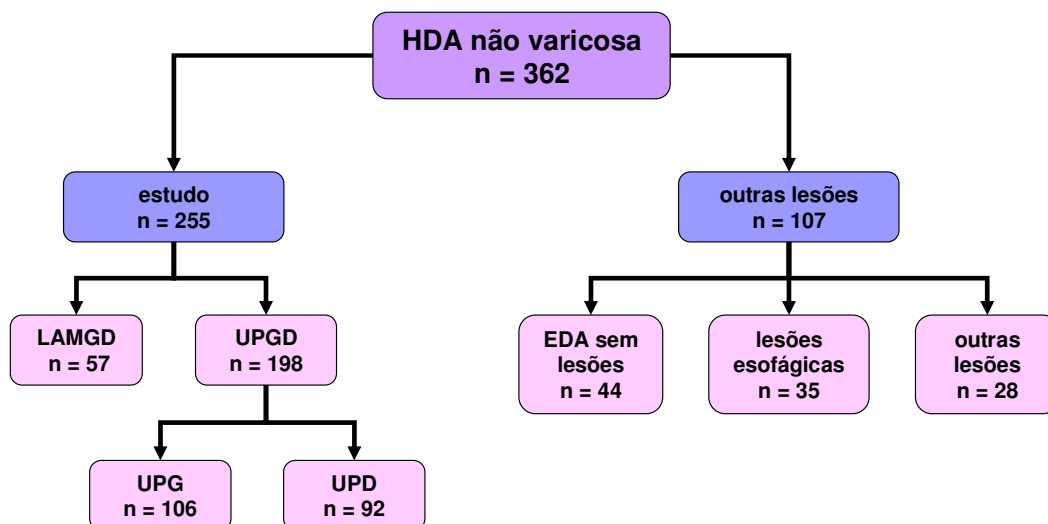 HDA não varicosa
n = 362
estudo
n = 255
outras lesões
n = 107
LAMGD
n = 57
UPGD
n = 198
EDA sem
lesões
n = 44
lesões
esofágicas
n = 35
outras
lesões
n = 28
UPG
n = 106
UPD
n = 92